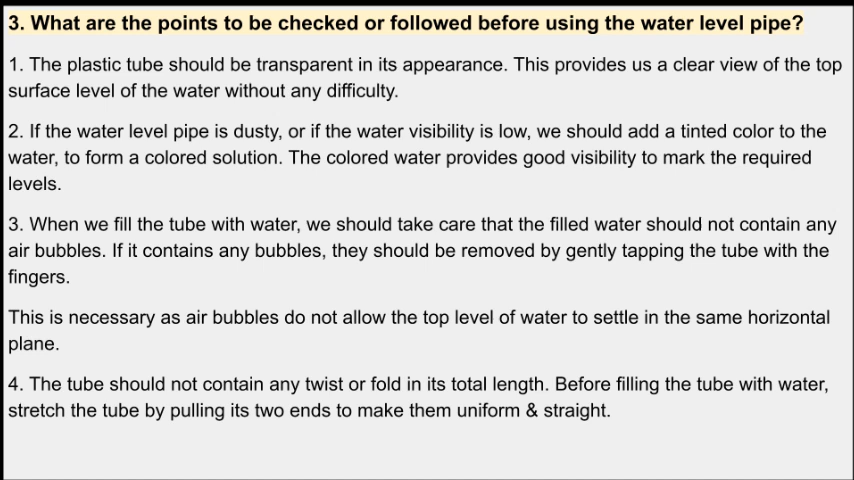 3. What are the points to be checked or followed before using the water level pipe?
1. The plastic tube should be transparent in its appearance. This provides us a clear view of the top
surface level of the water without any difficulty.
2. If the water level pipe is dusty, or if the water visibility is low, we should add a tinted color to the
water, to form a colored solution. The colored water provides good visibility to mark the required
levels.
3. When we fill the tube with water, we should take care that the filled water should not contain any
air bubbles. If it contains any bubbles, they should be removed by gently tapping the tube with the
fingers.
This is necessary as air bubbles do not allow the top level of water to settle in the same horizontal
plane.
4. The tube should not contain any twist or fold in its total length. Before filling the tube with water,
stretch the tube by pulling its two ends to make them uniform & straight.